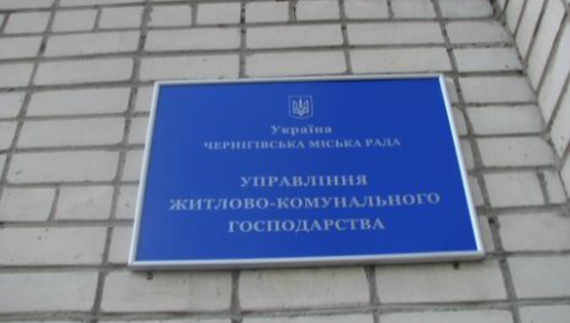 Україна
ЧЕРНІГІВСЬКА МІСЬКА РАДА
УПРАВЛІННЯ
ЖИТЛОВО-КОМУНАЛЬНОГО
ГОСПОДАРСТВА